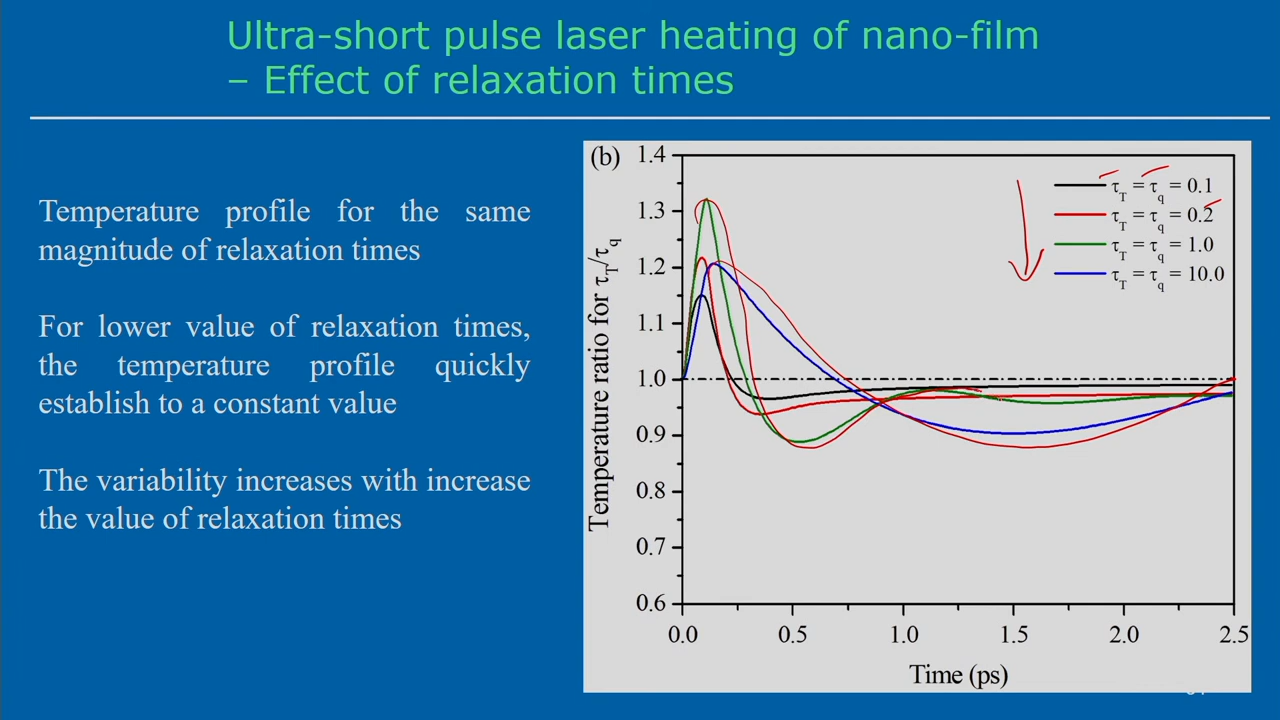 Ultra-short pulse laser heating of nano-film
– Effect of relaxation times
Temperature profile for the same
magnitude of relaxation times
For lower value of relaxation times,
the temperature profile quickly
establish to a constant value
The variability increases with increase
the value of relaxation times
(b)
1.4
1.3
1.2
1.1
1.0
0.9
0.8
0.7
0.6
Temperature ratio for τT/τq
τT = τq = 0.1
τT = τq = 0.2
τT = τq = 1.0
τT = τq = 10.0
0.0 0.5 1.0 1.5 2.0 2.5
Time (ps)